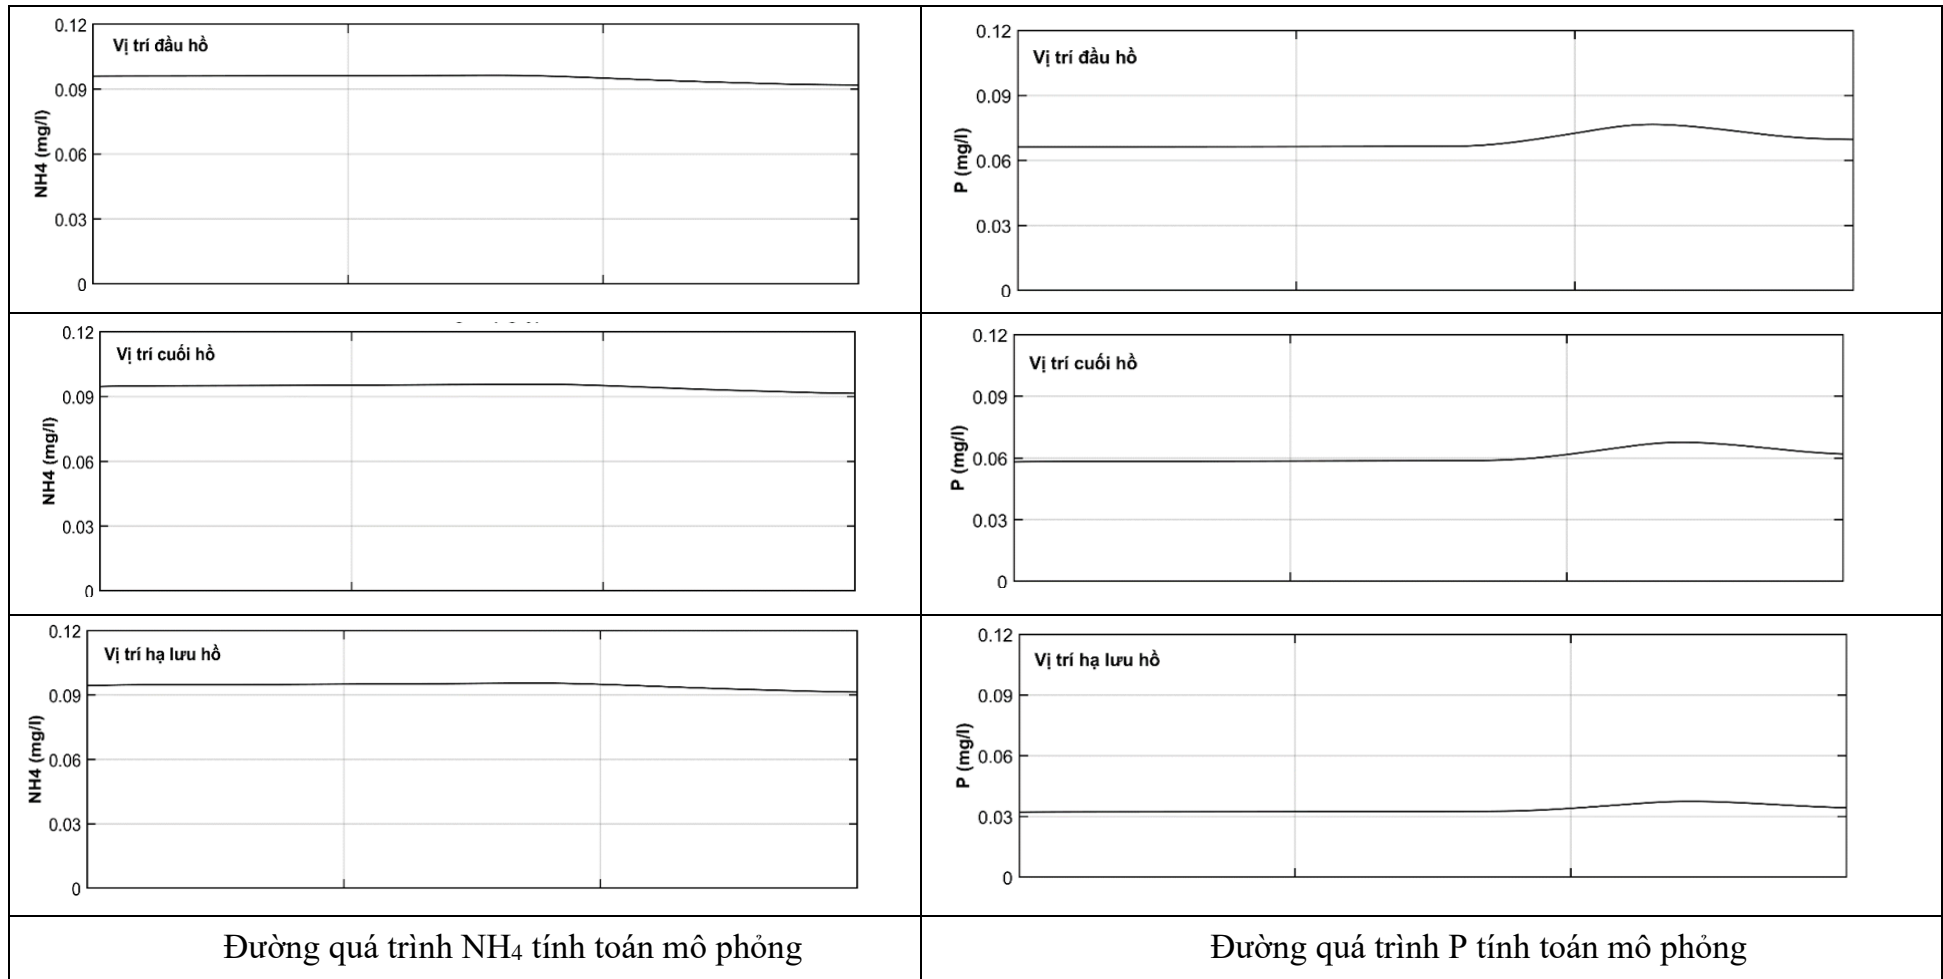 0.12
Vị trí đầu hồ
0.09
0.06
0.03
0
NH4 (mg/l)
0.12
Vị trí đầu hồ
0.09
0.06
0.03
0
P (mg/l)
0.12
Vị trí cuối hồ
0.09
0.06
0.03
0
NH4 (mg/l)
0.12
Vị trí cuối hồ
0.09
0.06
0.03
0
P (mg/l)
0.12
Vị trí hạ lưu hồ
0.09
0.06
0.03
0
NH4 (mg/l)
0.12
Vị trí hạ lưu hồ
0.09
0.06
0.03
0
P (mg/l)
Đường quá trình NH₄ tính toán mô phỏng
Đường quá trình P tính toán mô phỏng